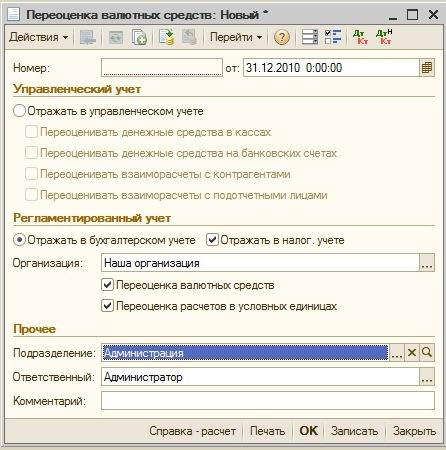 Переоценка валютных средств: Новый *
Действия Перейти ? Дт Кт Дт Н Кт
Номер: от: 31.12.2010 0:00:00
Управленческий учет
Отражать в управленческом учете
Переоценивать денежные средства в кассах
Переоценивать денежные средства на банковских счетах
Переоценивать взаиморасчеты с контрагентами
Переоценивать взаиморасчеты с подотчетными лицами
Регламентированный учет
Отражать в бухгалтерском учете Отражать в налог. учете
Организация: Наша организация ...
Переоценка валютных средств
Переоценка расчетов в условных единицах
Прочее
Подразделение: Администрация ...
Ответственный: Администратор ...
Комментарий:
Справка - расчет Печать OK Записать Закрыть